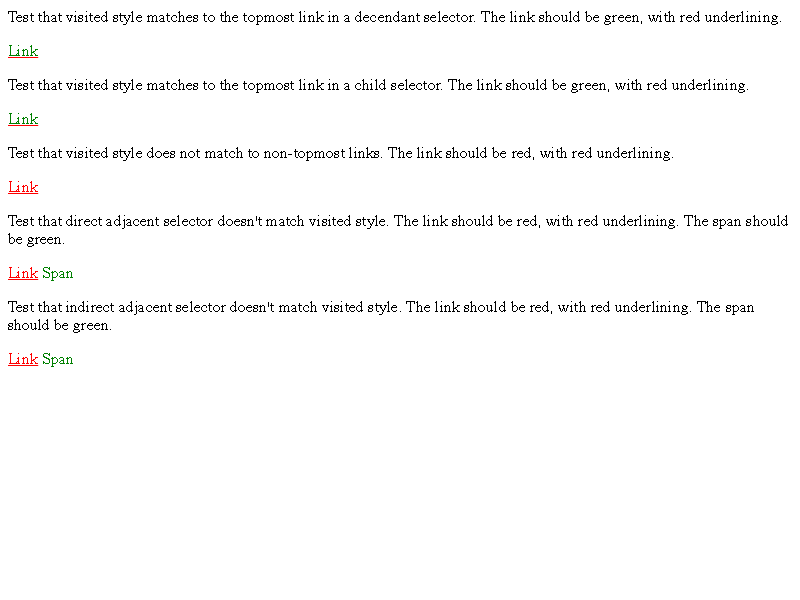 Test that visited style matches to the topmost link in a decendant selector. The link should be green, with red underlining.
Link
Test that visited style matches to the topmost link in a child selector. The link should be green, with red underlining.
Link
Test that visited style does not match to non-topmost links. The link should be red, with red underlining.
Link
Test that direct adjacent selector doesn't match visited style. The link should be red, with red underlining. The span should
be green.
Link Span
Test that indirect adjacent selector doesn't match visited style. The link should be red, with red underlining. The span
should be green.
Link Span